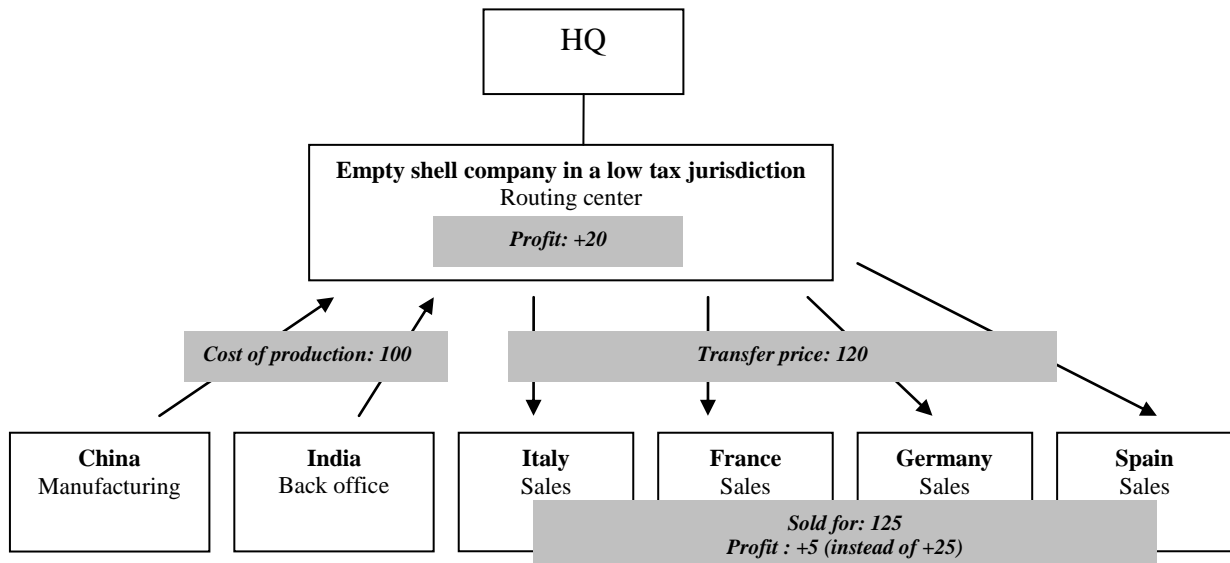 HQ
Empty shell company in a low tax jurisdiction
Routing center
Profit: +20
Cost of production: 100
Transfer price: 120
China
Manufacturing
India
Back office
Italy
Sales
France
Sales
Germany
Sales
Spain
Sales
Sold for: 125
Profit : +5 (instead of +25)